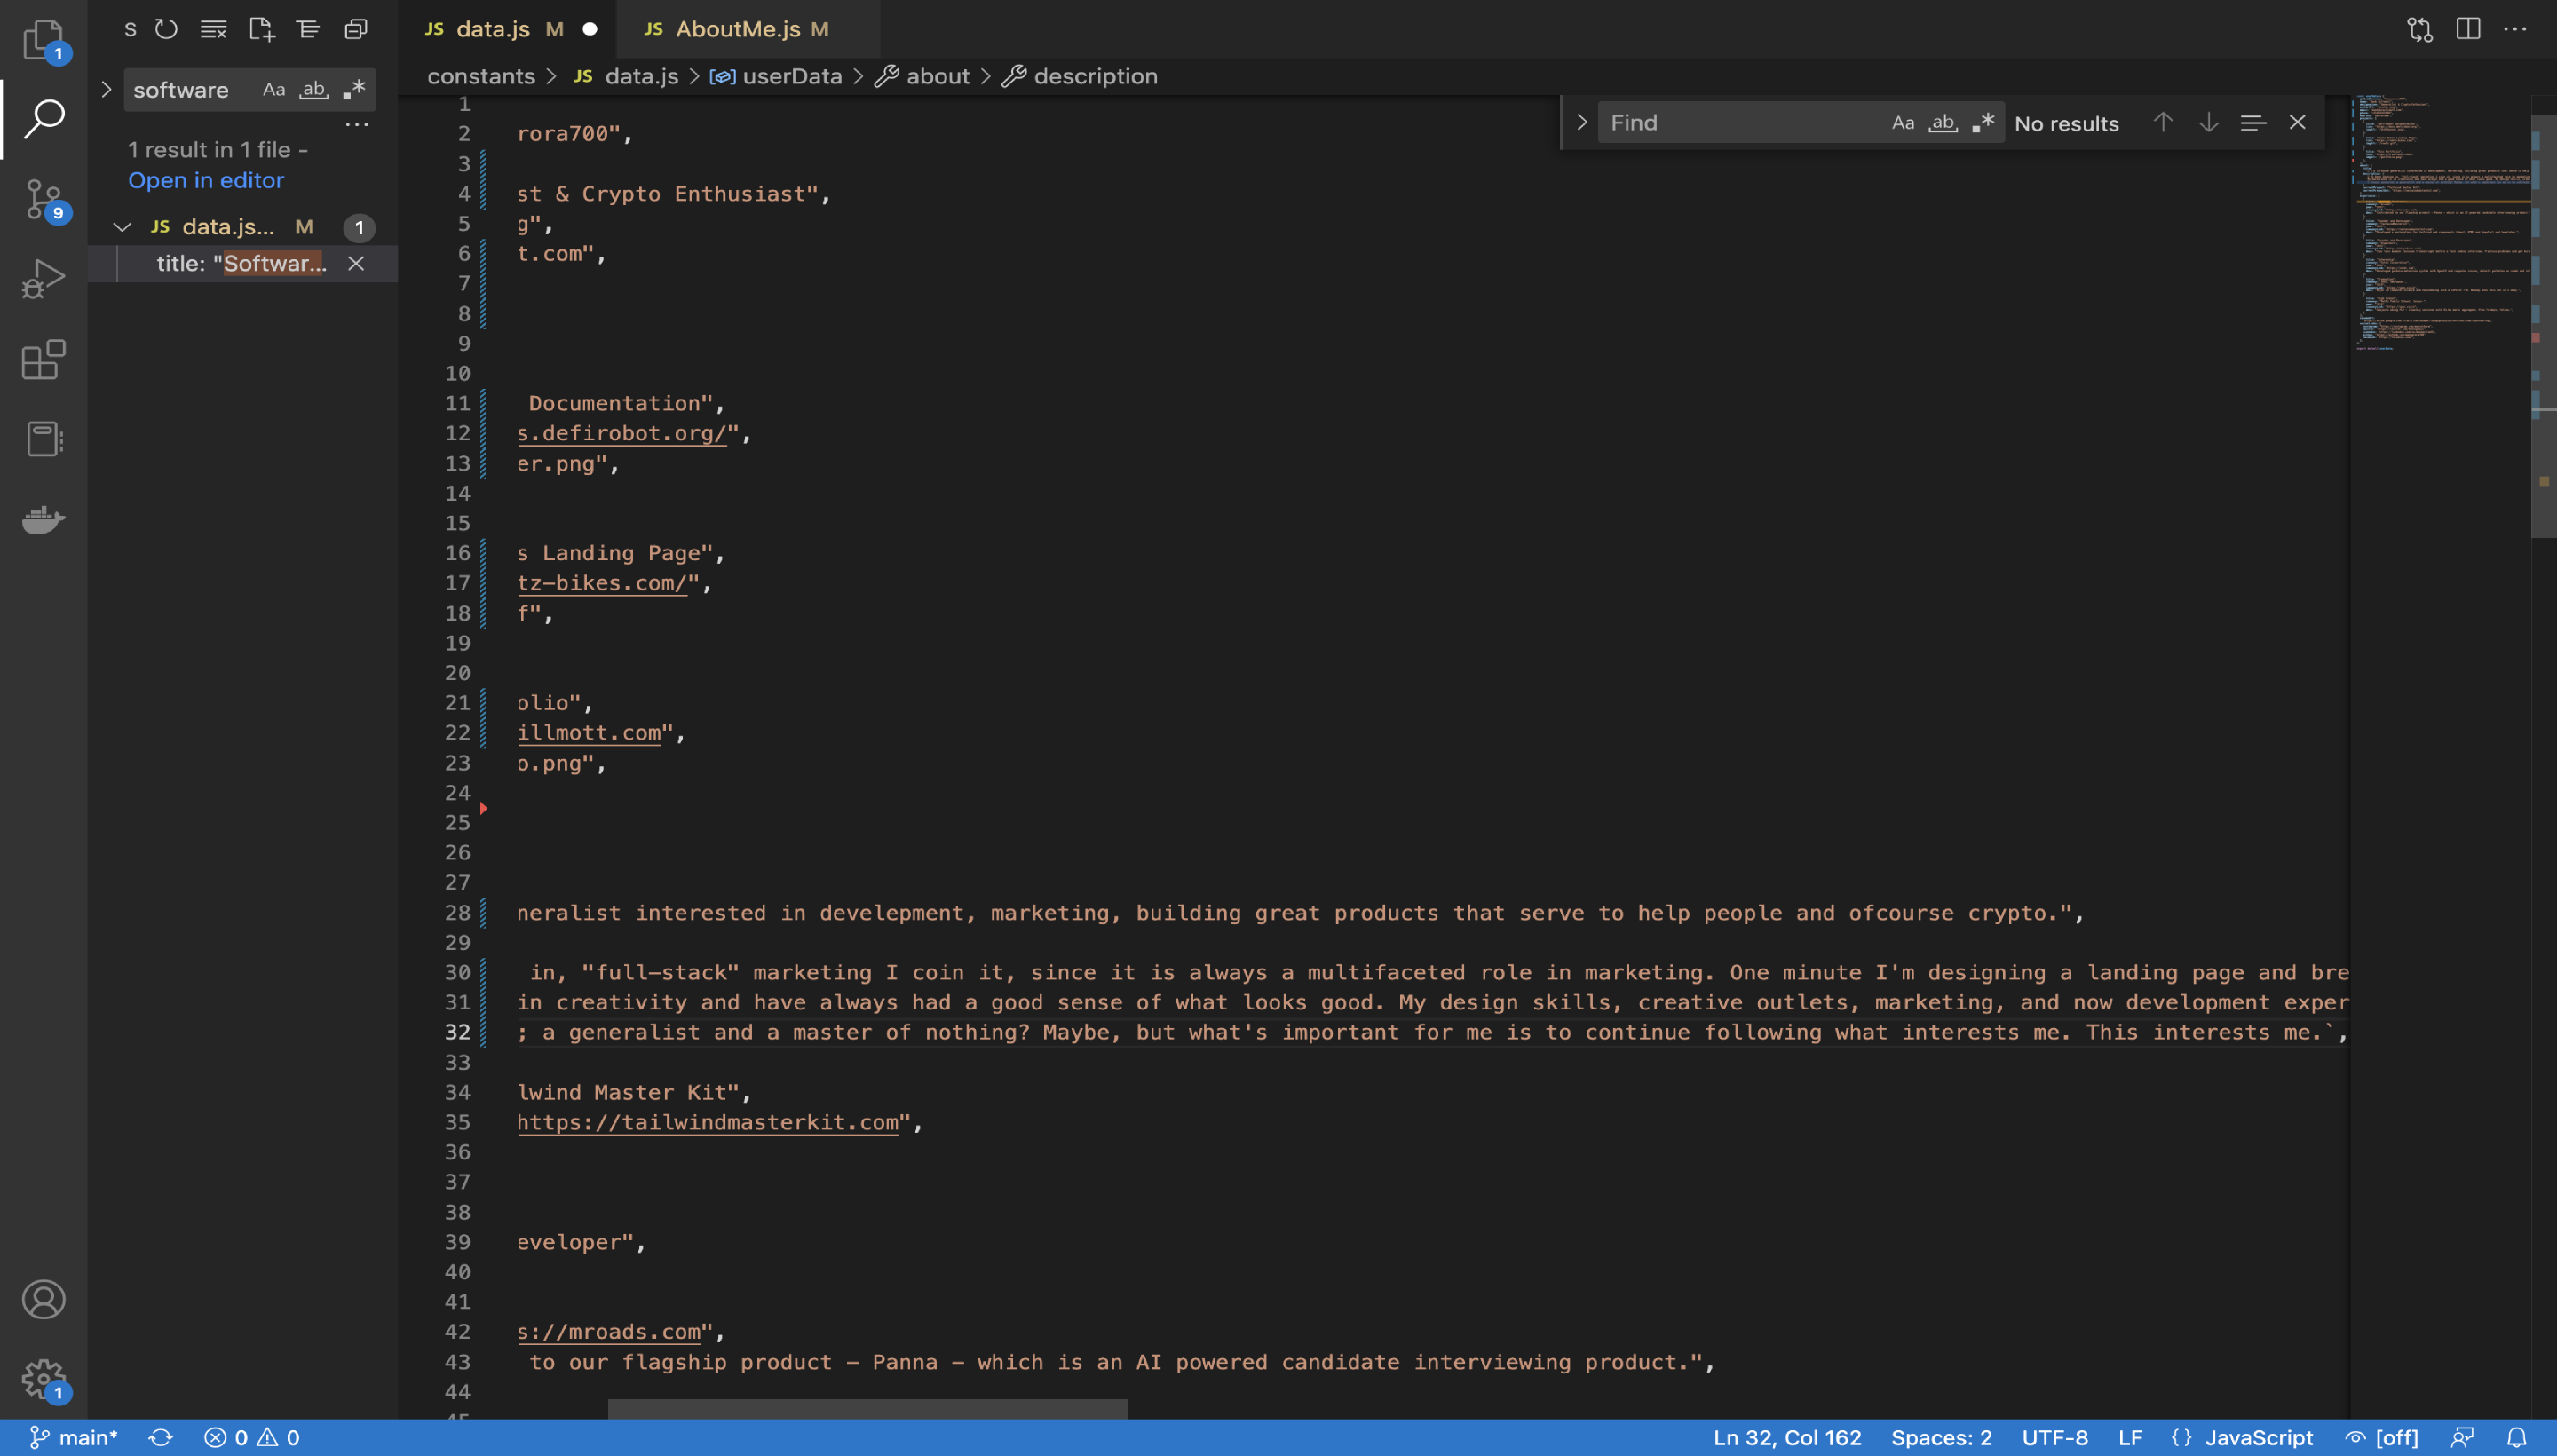 S
JS data.js M
JS AboutMe.js M
software Aa ab .*
constants > JS data.js > userData > about > description
Find Aa ab .* No results
1 result in 1 file -
Open in editor
JS data.js... M 1
title: "Softwar...
1
9
1
1
2 rora700",
3
4 st & Crypto Enthusiast",
5 g",
6 t.com",
7
8
9
10
11 Documentation",
12 s.defirobot.org/",
13 er.png",
14
15
16 s Landing Page",
17 tz-bikes.com/",
18 f",
19
20
21 olio",
22 illmott.com",
23 o.png",
24
25
26
27
28 neralist interested in develepment, marketing, building great products that serve to help people and ofcourse crypto.",
29
30 in, "full-stack" marketing I coin it, since it is always a multifaceted role in marketing. One minute I'm designing a landing page and bre
31 in creativity and have always had a good sense of what looks good. My design skills, creative outlets, marketing, and now development exper
32 ; a generalist and a master of nothing? Maybe, but what's important for me is to continue following what interests me. This interests me.`,
33
34 lwind Master Kit",
35 https://tailwindmasterkit.com",
36
37
38
39 eveloper",
40
41
42 s://mroads.com",
43 to our flagship product - Panna - which is an AI powered candidate interviewing product.",
44
45
main* 0 0 Ln 32, Col 162 Spaces: 2 UTF-8 LF {} JavaScript [off]